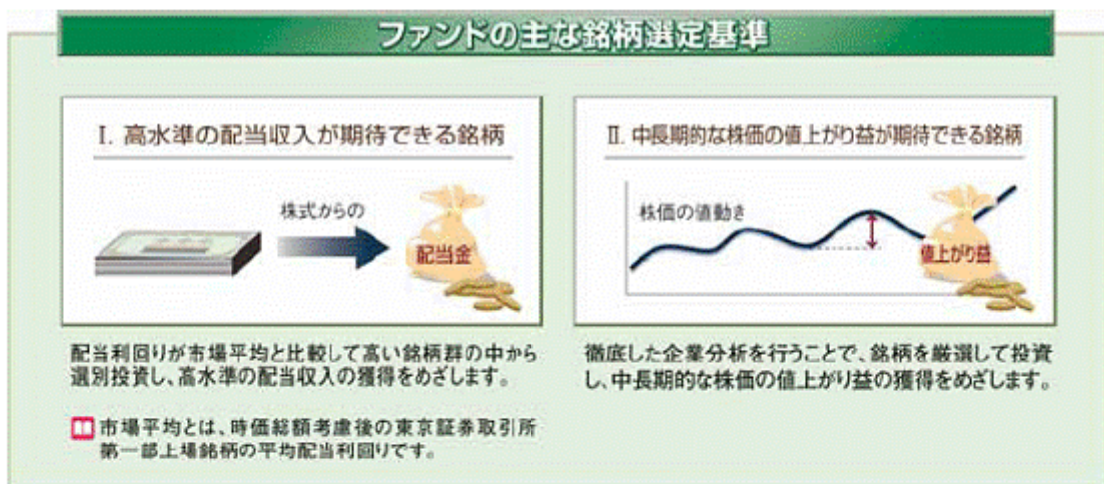 ファンドの主な銘柄選定基準
Ⅰ. 高水準の配当収入が期待できる銘柄
株式からの
配当金
配当利回りが市場平均と比較して高い銘柄群の中から
選別投資し、高水準の配当収入の獲得をめざします。
市場平均とは、時価総額考慮後の東京証券取引所
第一部上場銘柄の平均配当利回りです。
Ⅱ. 中長期的な株価の値上がり益が期待できる銘柄
株価の値動き
値上がり益
徹底した企業分析を行うことで、銘柄を厳選して投資
し、中長期的な株価の値上がり益の獲得をめざします。